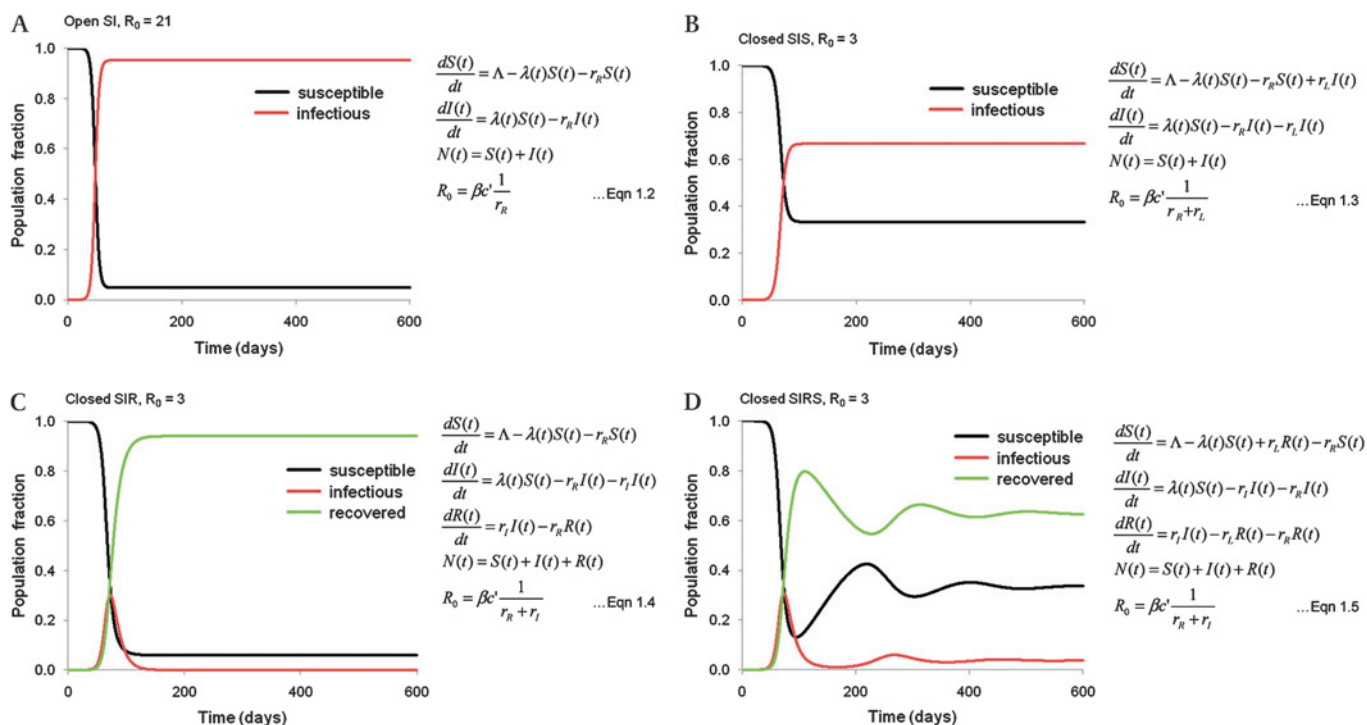 A
Open SI, R₀ = 21
Population fraction
1.0
0.8
0.6
0.4
0.2
0.0
0
200
400
600
Time (days)
susceptible
infectious
dS(t)/dt = Λ − λ(t)S(t) − r_R S(t)
dI(t)/dt = λ(t)S(t) − r_R I(t)
N(t) = S(t) + I(t)
R₀ = βc' 1/r_R ...Eqn 1.2
B
Closed SIS, R₀ = 3
Population fraction
1.0
0.8
0.6
0.4
0.2
0.0
0
200
400
600
Time (days)
susceptible
infectious
dS(t)/dt = Λ − λ(t)S(t) − r_R S(t) + r_L I(t)
dI(t)/dt = λ(t)S(t) − r_R I(t) − r_L I(t)
N(t) = S(t) + I(t)
R₀ = βc' 1/(r_R + r_L) ...Eqn 1.3
C
Closed SIR, R₀ = 3
Population fraction
1.0
0.8
0.6
0.4
0.2
0.0
0
200
400
600
Time (days)
susceptible
infectious
recovered
dS(t)/dt = Λ − λ(t)S(t) − r_R S(t)
dI(t)/dt = λ(t)S(t) − r_R I(t) − r_I I(t)
dR(t)/dt = r_I I(t) − r_R R(t)
N(t) = S(t) + I(t) + R(t)
R₀ = βc' 1/(r_R + r_I) ...Eqn 1.4
D
Closed SIRS, R₀ = 3
Population fraction
1.0
0.8
0.6
0.4
0.2
0.0
0
200
400
600
Time (days)
susceptible
infectious
recovered
dS(t)/dt = Λ − λ(t)S(t) + r_L R(t) − r_R S(t)
dI(t)/dt = λ(t)S(t) − r_I I(t) − r_R I(t)
dR(t)/dt = r_I I(t) − r_L R(t) − r_R R(t)
N(t) = S(t) + I(t) + R(t)
R₀ = βc' 1/(r_R + r_I) ...Eqn 1.5